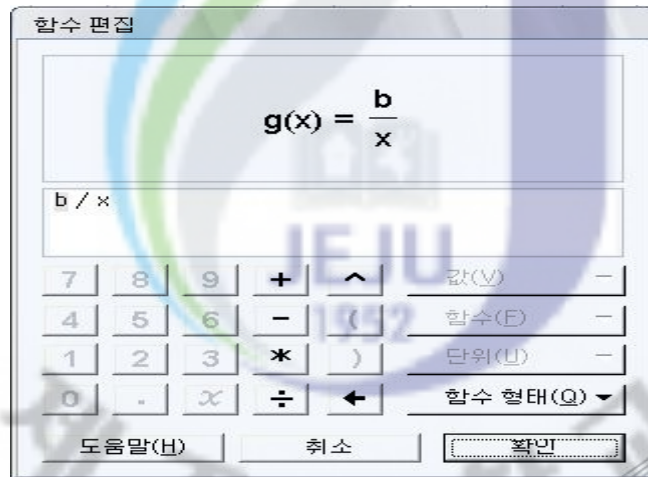 함수 편집
g(x) = b/x
b / x
JEJU
1952
7 8 9 + ^ 값(V)
4 5 6 - ( 함수(F)
1 2 3 * ) 단위(U)
0 . x ÷ ← 함수 형태(Q)
도움말(H) 취소 확인